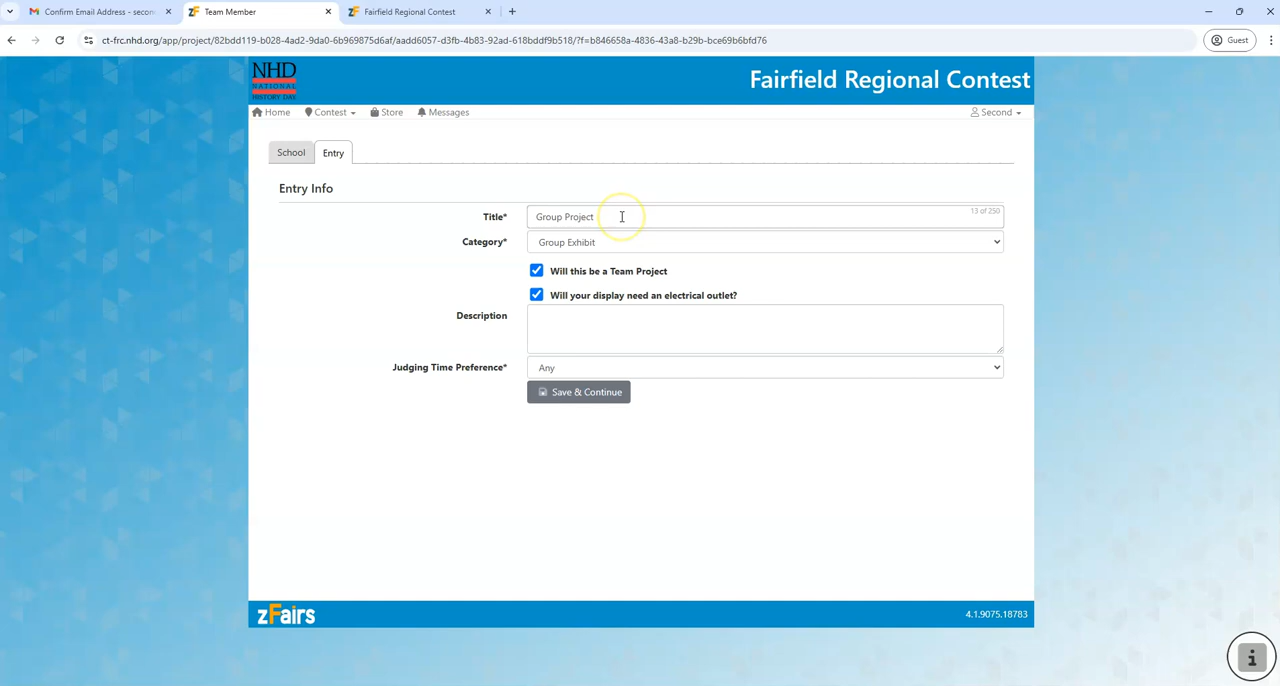 Confirm Email Address - secon
Team Member
Fairfield Regional Contest
ct-frc.nhd.org/app/project/82bdd119-b028-4ad2-9da0-6b969875d6af/aadd6057-d3fb-4b83-92ad-618bddf9b518/?f=b846658a-4836-43a8-b29b-bce69b6bfd76
Guest
NHD
NATIONAL
HISTORY DAY
Fairfield Regional Contest
Home
Contest
Store
Messages
Second
School
Entry
Entry Info
Title*
Group Project
13 of 250
Category*
Group Exhibit
Will this be a Team Project
Will your display need an electrical outlet?
Description
Judging Time Preference*
Any
Save & Continue
zFairs
4.1.9075.18783